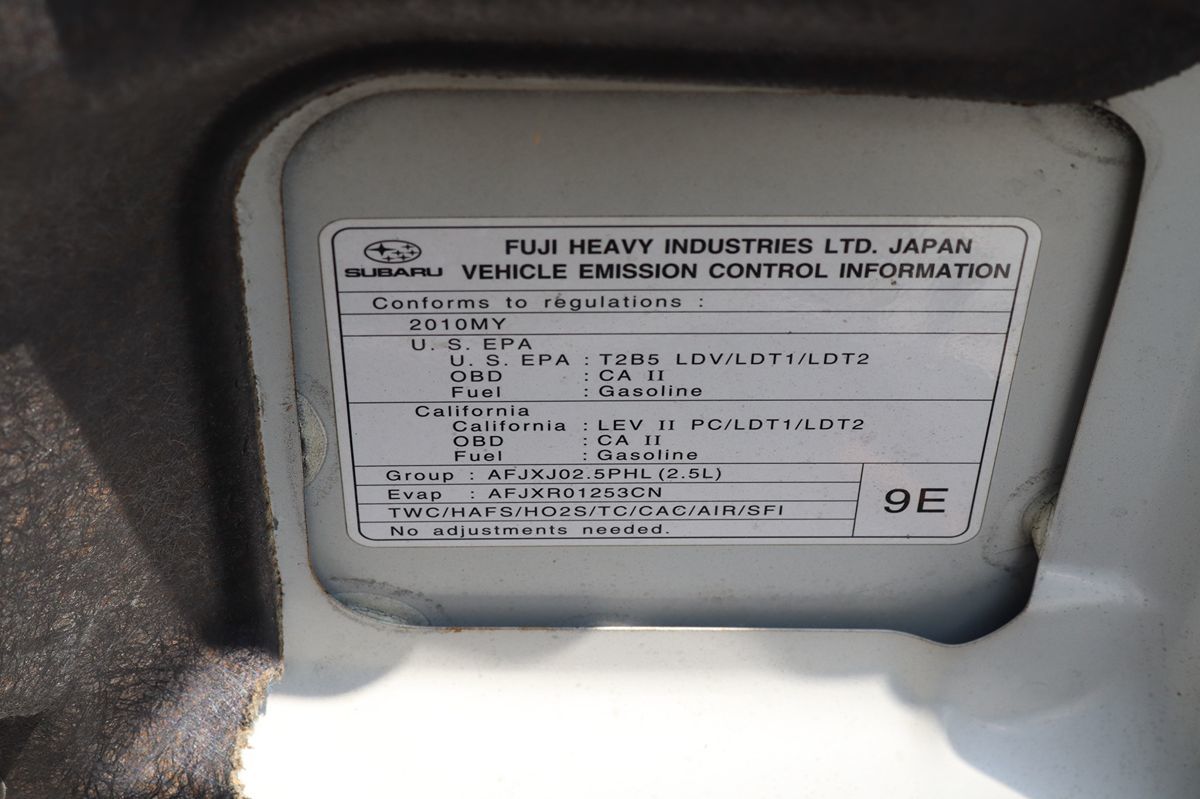 SUBARU
FUJI HEAVY INDUSTRIES LTD. JAPAN
VEHICLE EMISSION CONTROL INFORMATION
Conforms to regulations :
2010MY
U. S. EPA
U. S. EPA : T2B5 LDV/LDT1/LDT2
OBD : CA II
Fuel : Gasoline
California
California : LEV II PC/LDT1/LDT2
OBD : CA II
Fuel : Gasoline
Group : AFJXJ02.5PHL (2.5L)
Evap : AFJXR01253CN
TWC/HAFS/HO2S/TC/CAC/AIR/SFI
No adjustments needed.
9E